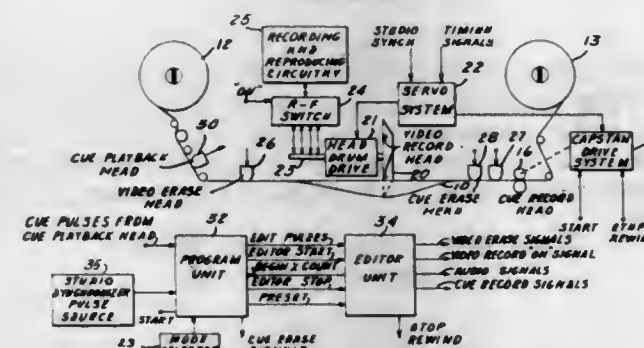 25
12
RECORDING
AND
REPRODUCING
CIRCUITRY
STUDIO
SYNCH
TIMING
SIGNALS
13
24
R-F
SWITCH
"ON"
SERVO
SYSTEM
22
50
26
21
HEAD
DRUM
DRIVE
VIDEO
RECORD
HEAD
28
27
16
CAPSTAN
DRIVE
SYSTEM
CUE PLAYBACK
HEAD
VIDEO ERASE
HEAD
23
20
10
CUE ERASE
HEAD
CUE RECORD
HEAD
START
STOP
REWIND
CUE PULSES FROM
CUE PLAYBACK HEAD
32
34
EDIT PULSES
EDITOR START
BEGIN X COUNT
EDITOR STOP
PRESET
PROGRAM
UNIT
EDITOR
UNIT
VIDEO ERASE SIGNALS
VIDEO RECORD ON SIGNAL
AUDIO SIGNALS
CUE RECORD SIGNALS
35
STUDIO
SYNCHRONIZER
PULSE
SOURCE
START
STOP
REWIND
CUE ERASE